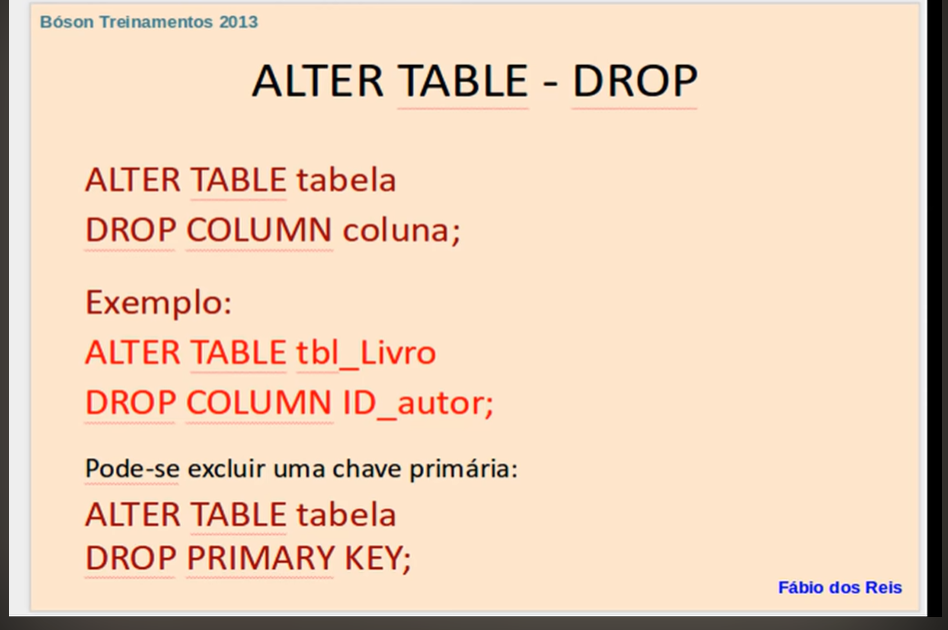 Bóson Treinamentos 2013
ALTER TABLE - DROP
ALTER TABLE tabela
DROP COLUMN coluna;
Exemplo:
ALTER TABLE tbl_Livro
DROP COLUMN ID_autor;
Pode-se excluir uma chave primária:
ALTER TABLE tabela
DROP PRIMARY KEY;
Fábio dos Reis